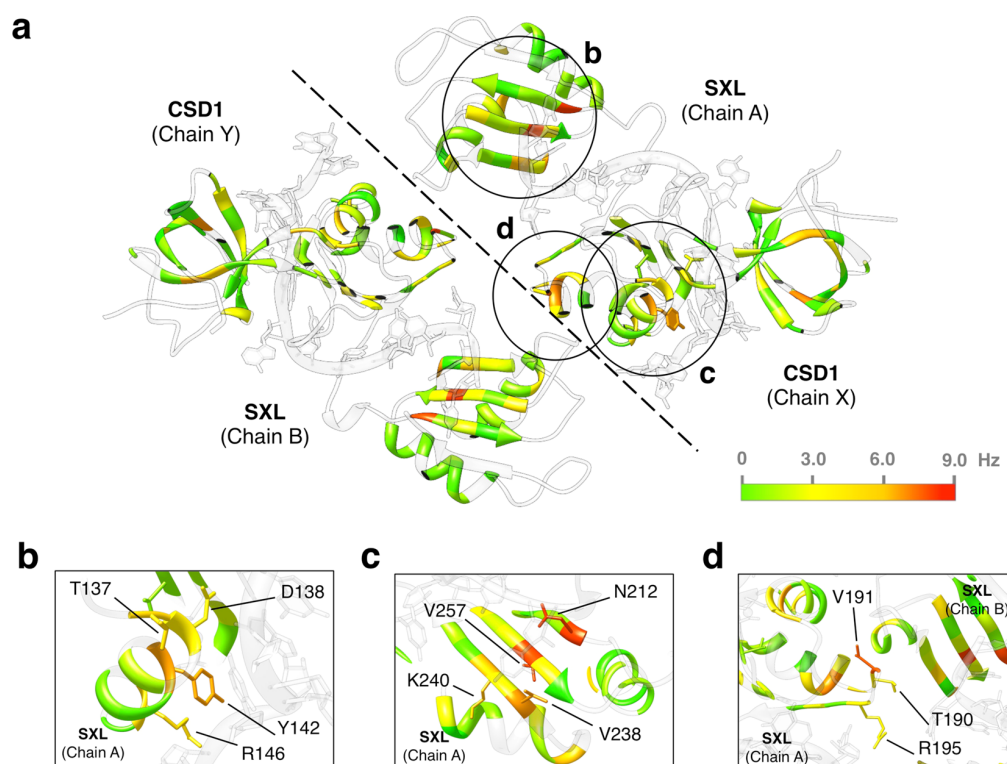 a
b
CSD1
(Chain Y)
SXL
(Chain A)
d
c
SXL
(Chain B)
CSD1
(Chain X)
0 3.0 6.0 9.0 Hz
b
T137
D138
Y142
R146
SXL
(Chain A)
c
V257
N212
K240
V238
SXL
(Chain A)
d
V191
SXL
(Chain B)
T190
R195
SXL
(Chain A)